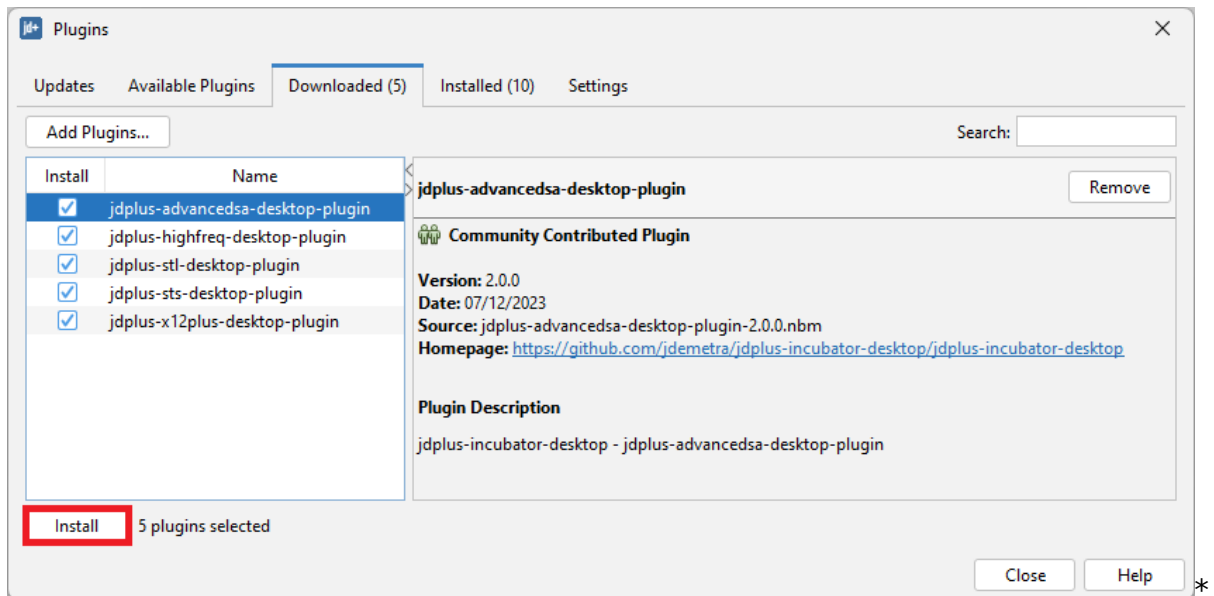 jd+ Plugins
Updates Available Plugins Downloaded (5) Installed (10) Settings
Add Plugins... Search:
Install Name
jdplus-advancedsa-desktop-plugin
jdplus-highfreq-desktop-plugin
jdplus-stl-desktop-plugin
jdplus-sts-desktop-plugin
jdplus-x12plus-desktop-plugin
jdplus-advancedsa-desktop-plugin Remove
Community Contributed Plugin
Version: 2.0.0
Date: 07/12/2023
Source: jdplus-advancedsa-desktop-plugin-2.0.0.nbm
Homepage: https://github.com/jdemetra/jdplus-incubator-desktop/jdplus-incubator-desktop
Plugin Description
jdplus-incubator-desktop - jdplus-advancedsa-desktop-plugin
Install 5 plugins selected
Close Help
*